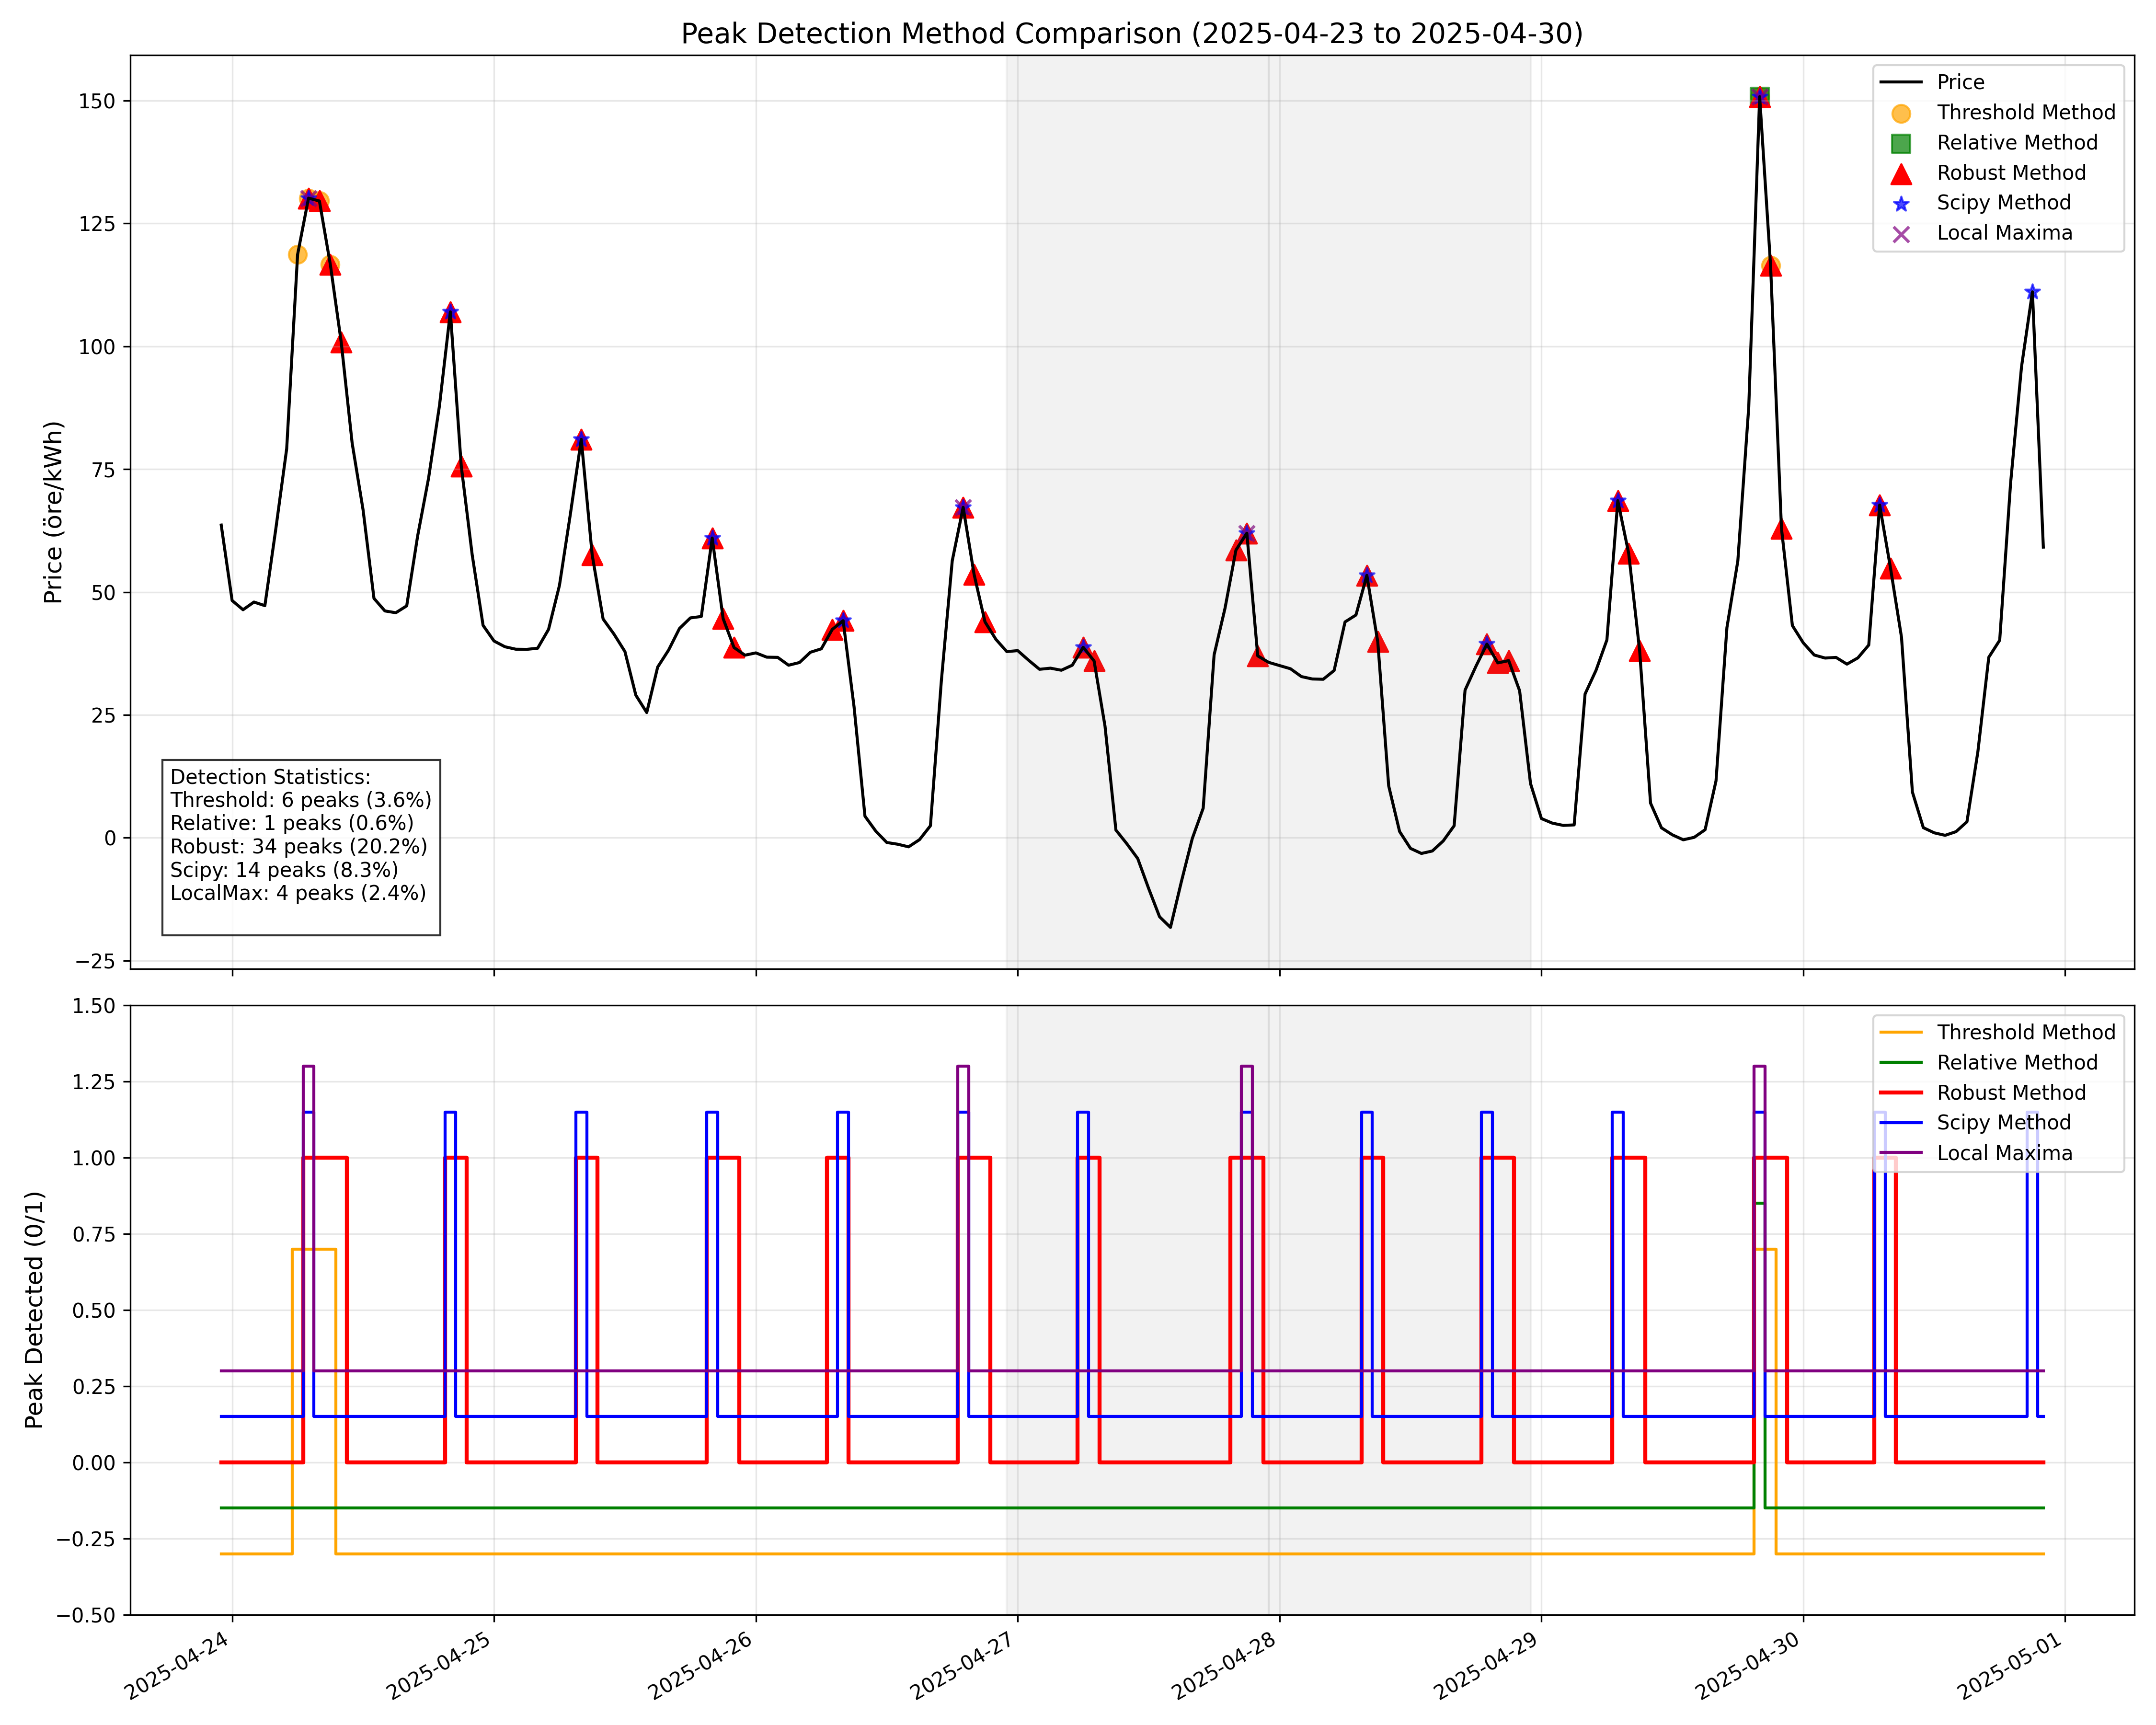 Peak Detection Method Comparison (2025-04-23 to 2025-04-30)
Price (öre/kWh)
150
125
100
75
50
25
0
−25
Price
Threshold Method
Relative Method
Robust Method
Scipy Method
Local Maxima
Detection Statistics:
Threshold: 6 peaks (3.6%)
Relative: 1 peaks (0.6%)
Robust: 34 peaks (20.2%)
Scipy: 14 peaks (8.3%)
LocalMax: 4 peaks (2.4%)
Peak Detected (0/1)
1.50
1.25
1.00
0.75
0.50
0.25
0.00
−0.25
−0.50
Threshold Method
Relative Method
Robust Method
Scipy Method
Local Maxima
2025-04-24
2025-04-25
2025-04-26
2025-04-27
2025-04-28
2025-04-29
2025-04-30
2025-05-01